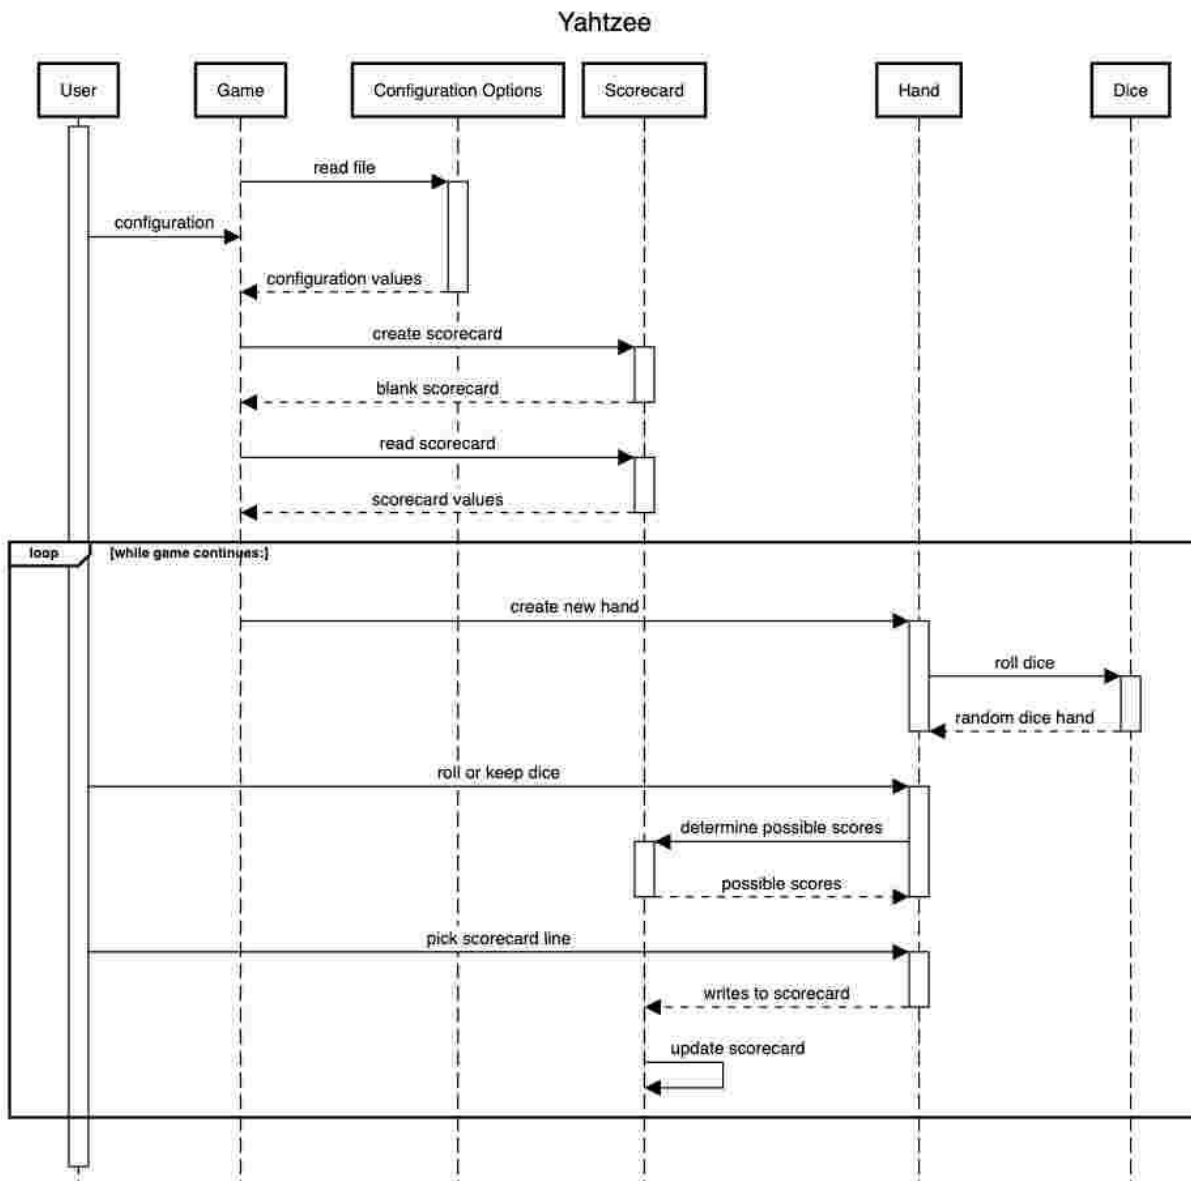 Yahtzee
User
Game
Configuration Options
Scorecard
Hand
Dice
read file
configuration
configuration values
create scorecard
blank scorecard
read scorecard
scorecard values
loop
[while game continues:]
create new hand
roll dice
random dice hand
roll or keep dice
determine possible scores
possible scores
pick scorecard line
writes to scorecard
update scorecard